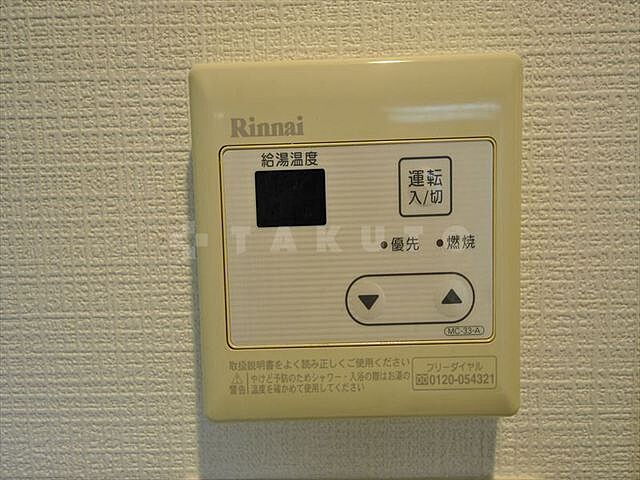 Rinnai
給湯温度
運転
入/切
優先
燃焼
TAKUTO
MC-33-A
取扱説明書をよく読み正しくご使用ください
警告
やけど予防のためシャワー・入浴の際はお湯の
温度を確かめて使用してください
フリーダイヤル
0120-054321